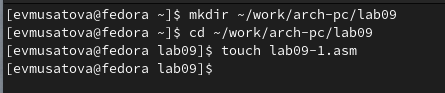 [evmusatova@fedora ~]$ mkdir ~/work/arch-pc/lab09
[evmusatova@fedora ~]$ cd ~/work/arch-pc/lab09
[evmusatova@fedora lab09]$ touch lab09-1.asm
[evmusatova@fedora lab09]$